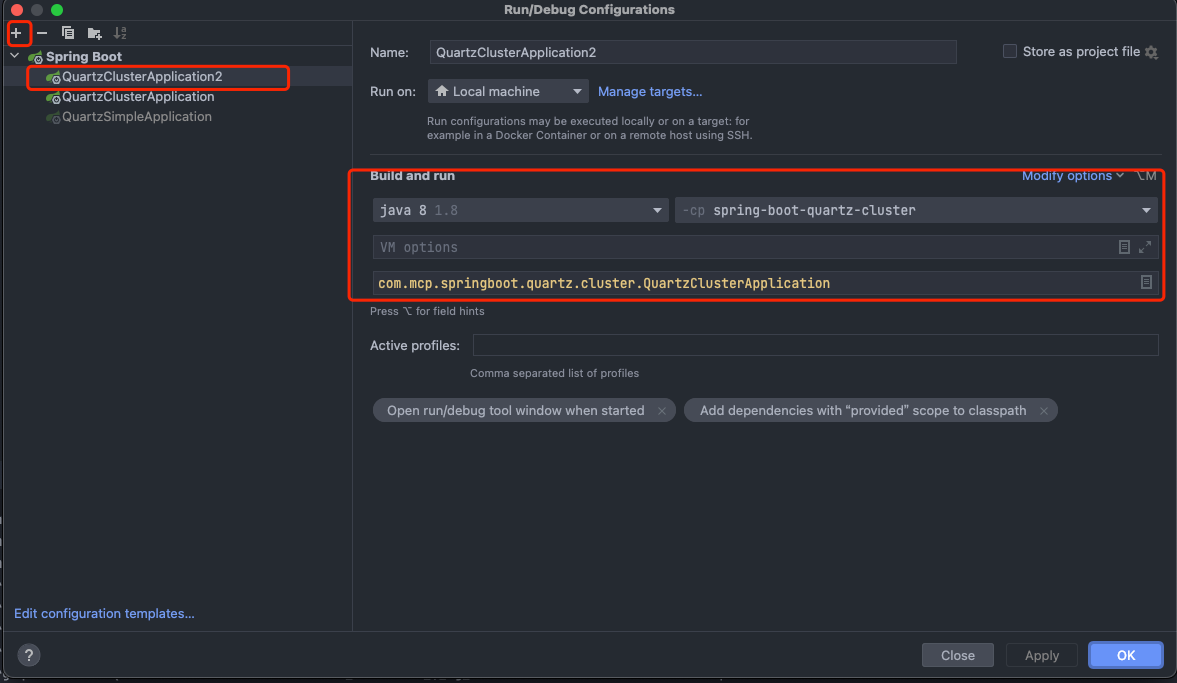 Run/Debug Configurations
Spring Boot
QuartzClusterApplication2
QuartzClusterApplication
QuartzSimpleApplication
Edit configuration templates...
Name: QuartzClusterApplication2 Store as project file
Run on: Local machine Manage targets...
Run configurations may be executed locally or on a target: for
example in a Docker Container or on a remote host using SSH.
Build and run Modify options ⌥M
java 8 1.8 -cp spring-boot-quartz-cluster
VM options
com.mcp.springboot.quartz.cluster.QuartzClusterApplication
Press ⌥ for field hints
Active profiles:
Comma separated list of profiles
Open run/debug tool window when started × Add dependencies with “provided” scope to classpath ×
? Close Apply OK